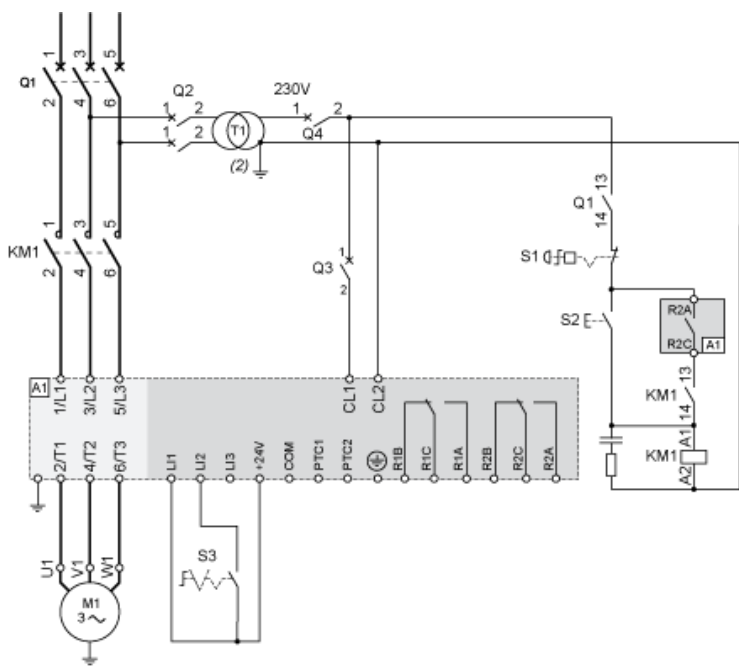 1 3 5
Q1
2 4 6
Q2
1 2
1 2
T1
(2)
230V
1 2
Q4
13
Q1
14
S1
S2
R2A
R2C
A1
13
KM1
14
A1
KM1
A2
1 3 5
KM1
2 4 6
1
Q3
2
A1
1/L1 3/L2 5/L3 CL1 CL2
2/T1 4/T2 6/T3 LI1 LI2 LI3 +24V COM PTC1 PTC2 R1B R1C R1A R2B R2C R2A
S3
U1 V1 W1
M1
3~